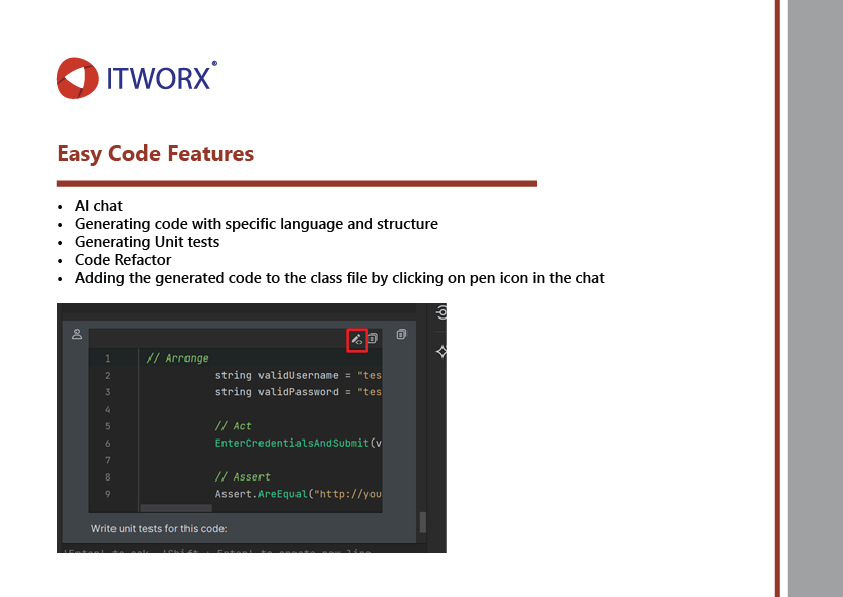 ITWORX®
Easy Code Features
• AI chat
• Generating code with specific language and structure
• Generating Unit tests
• Code Refactor
• Adding the generated code to the class file by clicking on pen icon in the chat
1 // Arrange
2 string validUsername = "tes
3 string validPassword = "tes
4
5 // Act
6 EnterCredentialsAndSubmit(v
7
8 // Assert
9 Assert.AreEqual("http://you
Write unit tests for this code: